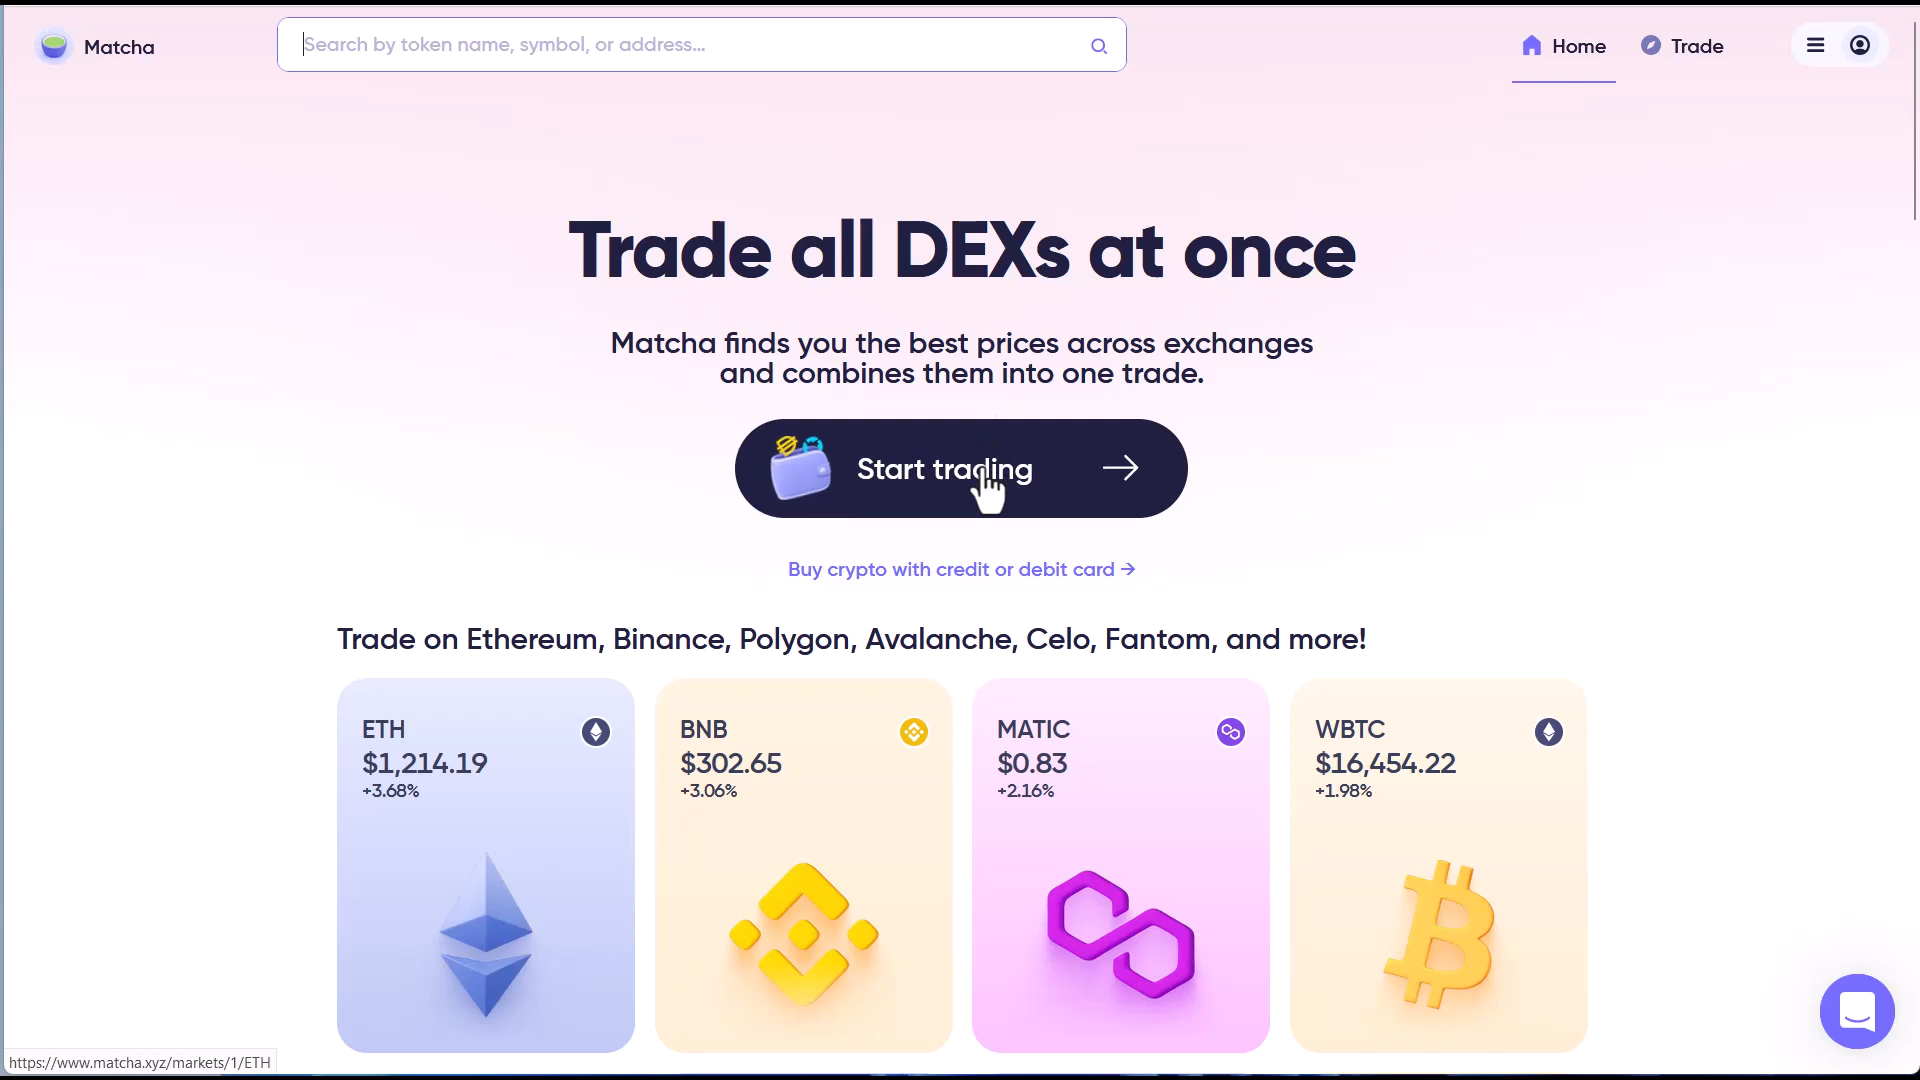 Matcha
Search by token name, symbol, or address...
Home
Trade
Trade all DEXs at once
Matcha finds you the best prices across exchanges
and combines them into one trade.
Start trading →
Buy crypto with credit or debit card →
Trade on Ethereum, Binance, Polygon, Avalanche, Celo, Fantom, and more!
ETH
$1,214.19
+3.68%
BNB
$302.65
+3.06%
MATIC
$0.83
+2.16%
WBTC
$16,454.22
+1.98%
https://www.matcha.xyz/markets/1/ETH